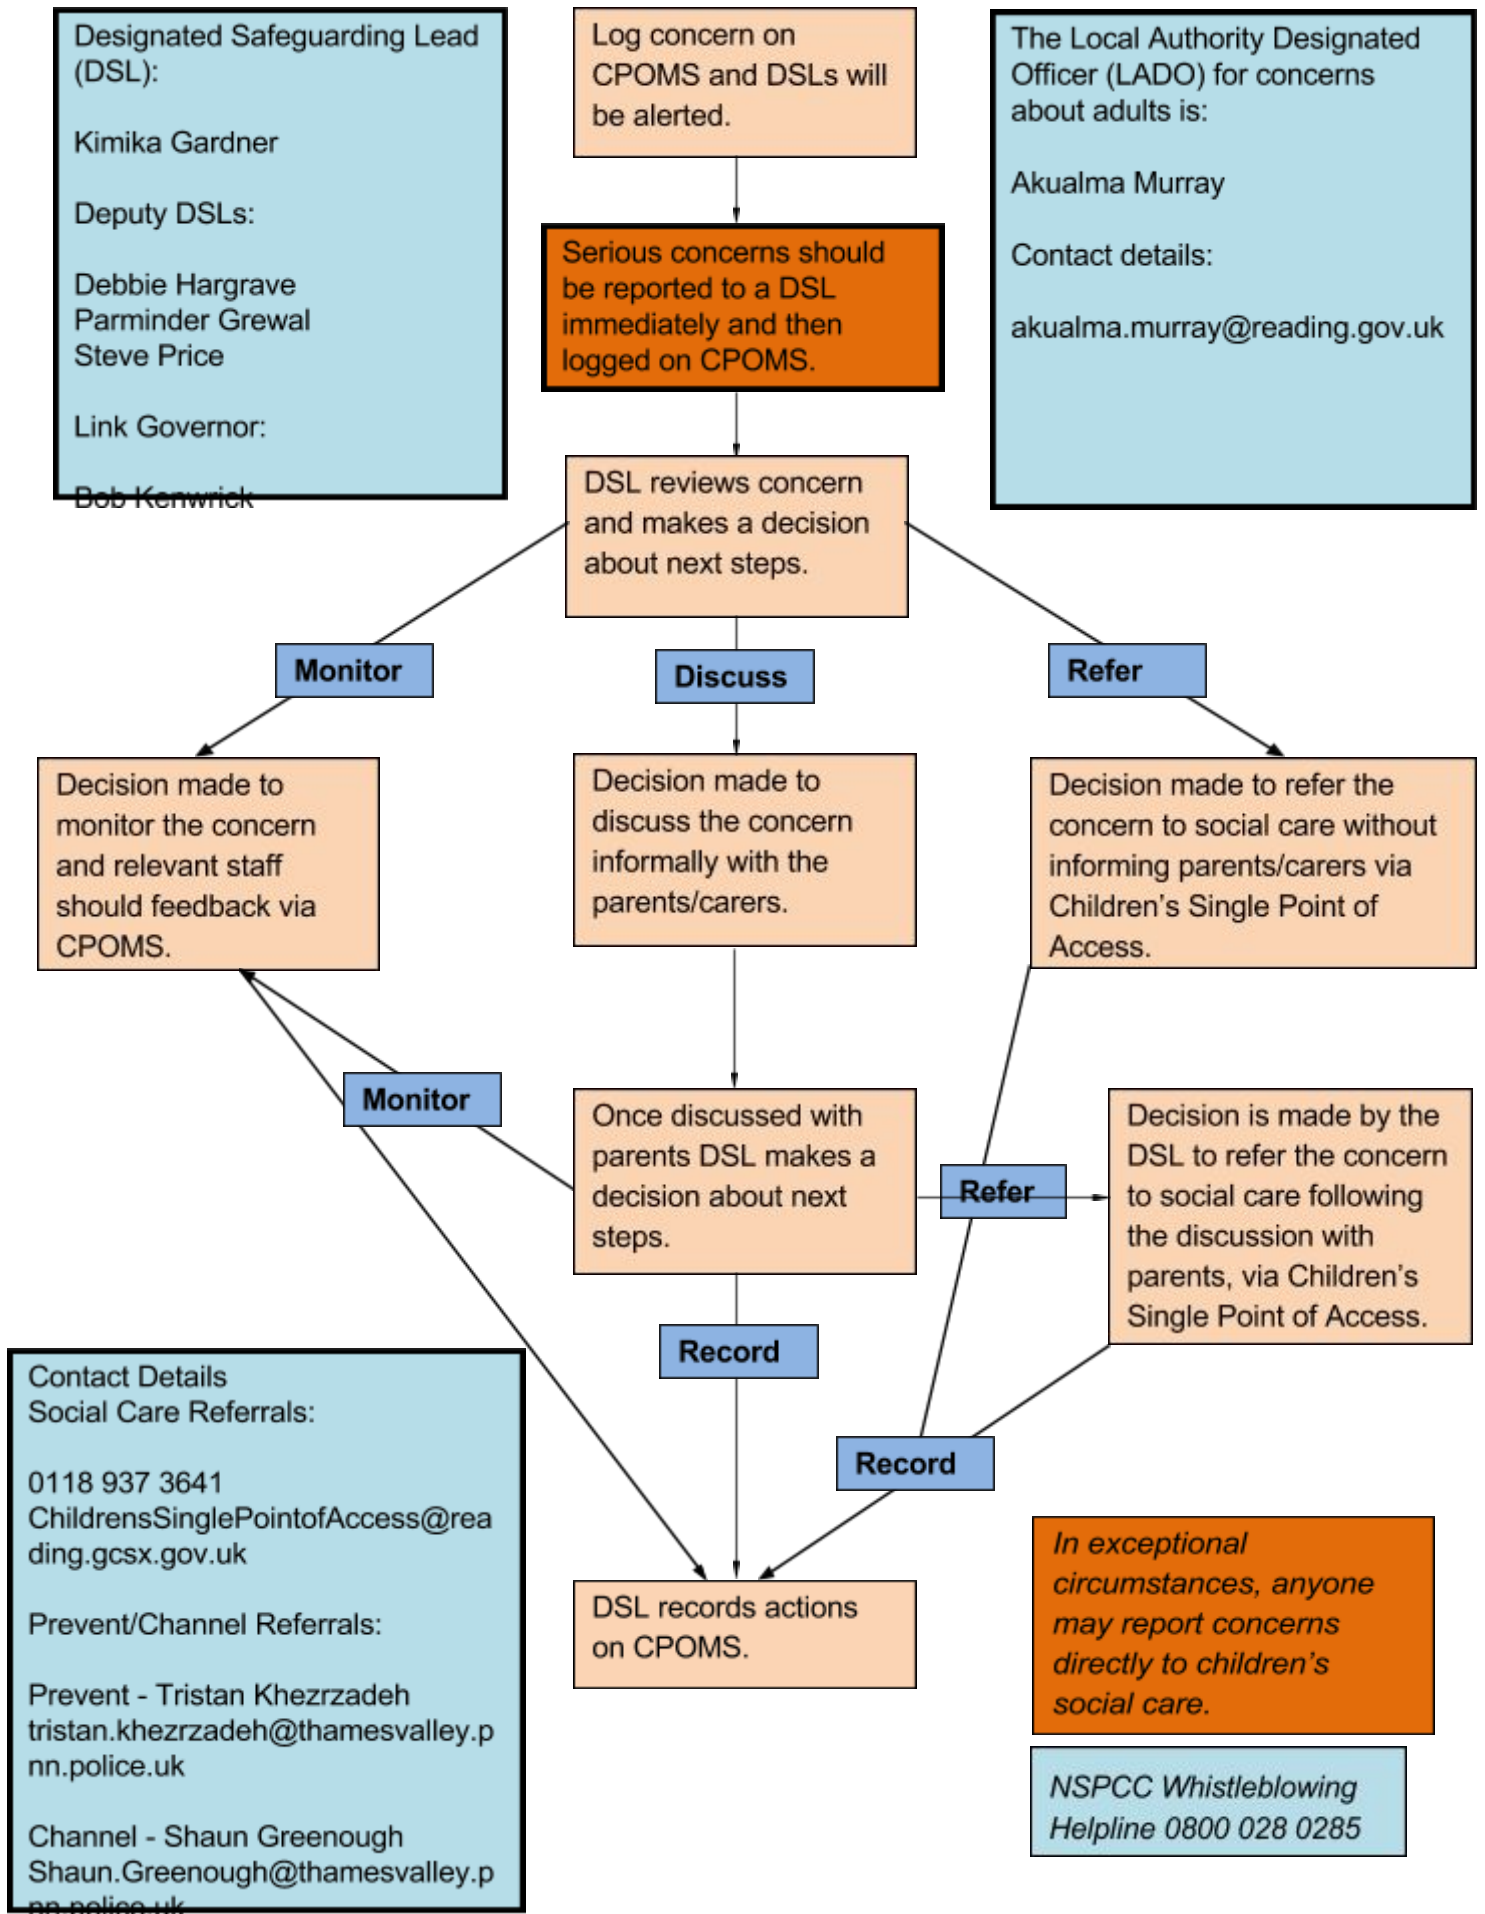 Designated Safeguarding Lead
(DSL):
Kimika Gardner
Deputy DSLs:
Debbie Hargrave
Parminder Grewal
Steve Price
Link Governor:
Bob Kenwrick
Log concern on
CPOMS and DSLs will
be alerted.
The Local Authority Designated
Officer (LADO) for concerns
about adults is:
Akualma Murray
Contact details:
akualma.murray@reading.gov.uk
Serious concerns should
be reported to a DSL
immediately and then
logged on CPOMS.
DSL reviews concern
and makes a decision
about next steps.
Monitor
Discuss
Refer
Decision made to
monitor the concern
and relevant staff
should feedback via
CPOMS.
Decision made to
discuss the concern
informally with the
parents/carers.
Decision made to refer the
concern to social care without
informing parents/carers via
Children's Single Point of
Access.
Monitor
Once discussed with
parents DSL makes a
decision about next
steps.
Refer
Decision is made by the
DSL to refer the concern
to social care following
the discussion with
parents, via Children's
Single Point of Access.
Record
Record
Contact Details
Social Care Referrals:
0118 937 3641
ChildrensSinglePointofAccess@rea
ding.gcsx.gov.uk
Prevent/Channel Referrals:
Prevent - Tristan Khezrzadeh
tristan.khezrzadeh@thamesvalley.p
nn.police.uk
Channel - Shaun Greenough
Shaun.Greenough@thamesvalley.p
nn.police.uk
DSL records actions
on CPOMS.
In exceptional
circumstances, anyone
may report concerns
directly to children's
social care.
NSPCC Whistleblowing
Helpline 0800 028 0285